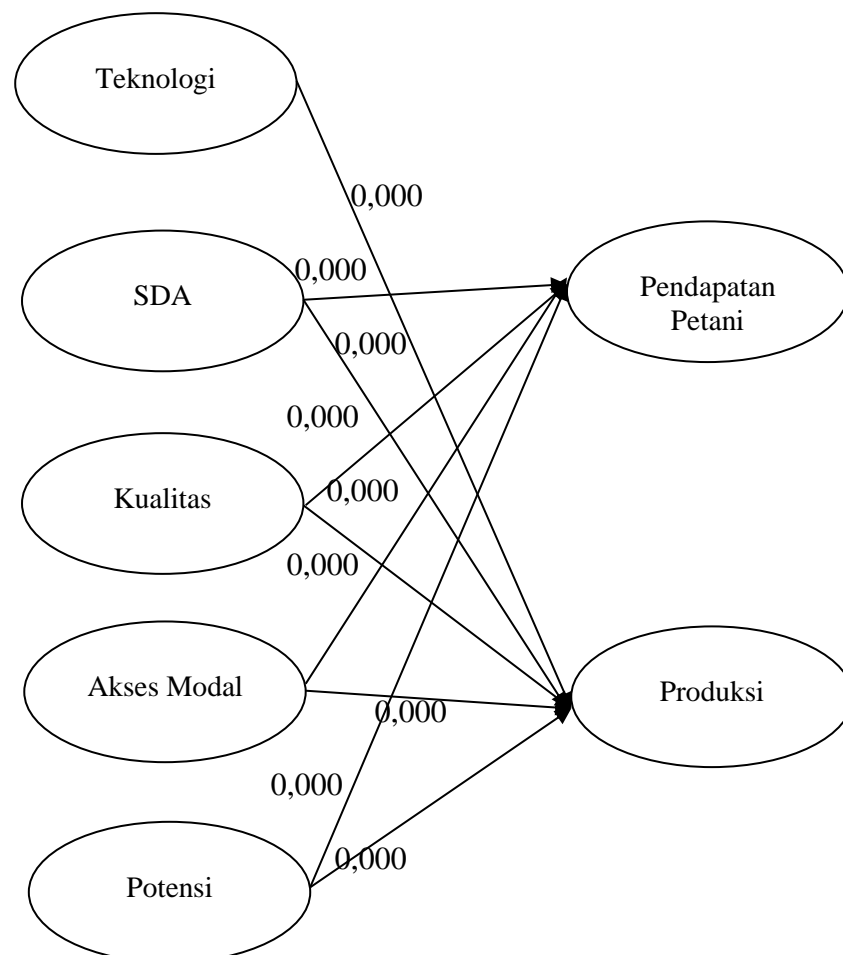 Teknologi
0,000
SDA
0,000
Pendapatan
Petani
0,000
0,000
Kualitas
0,000
0,000
Akses Modal
Produksi
0,000
0,000
0,000
Potensi